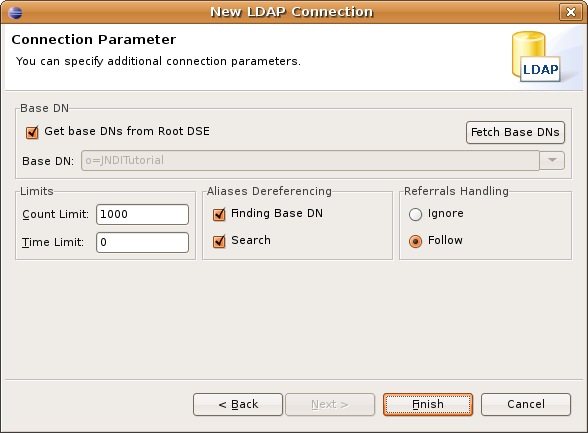 New LDAP Connection
Connection Parameter
You can specify additional connection parameters.
LDAP
Base DN
Get base DNs from Root DSE
Fetch Base DNs
Base DN: o=JNDITutorial
Limits
Count Limit: 1000
Time Limit: 0
Aliases Dereferencing
Finding Base DN
Search
Referrals Handling
Ignore
Follow
< Back
Next >
Finish
Cancel